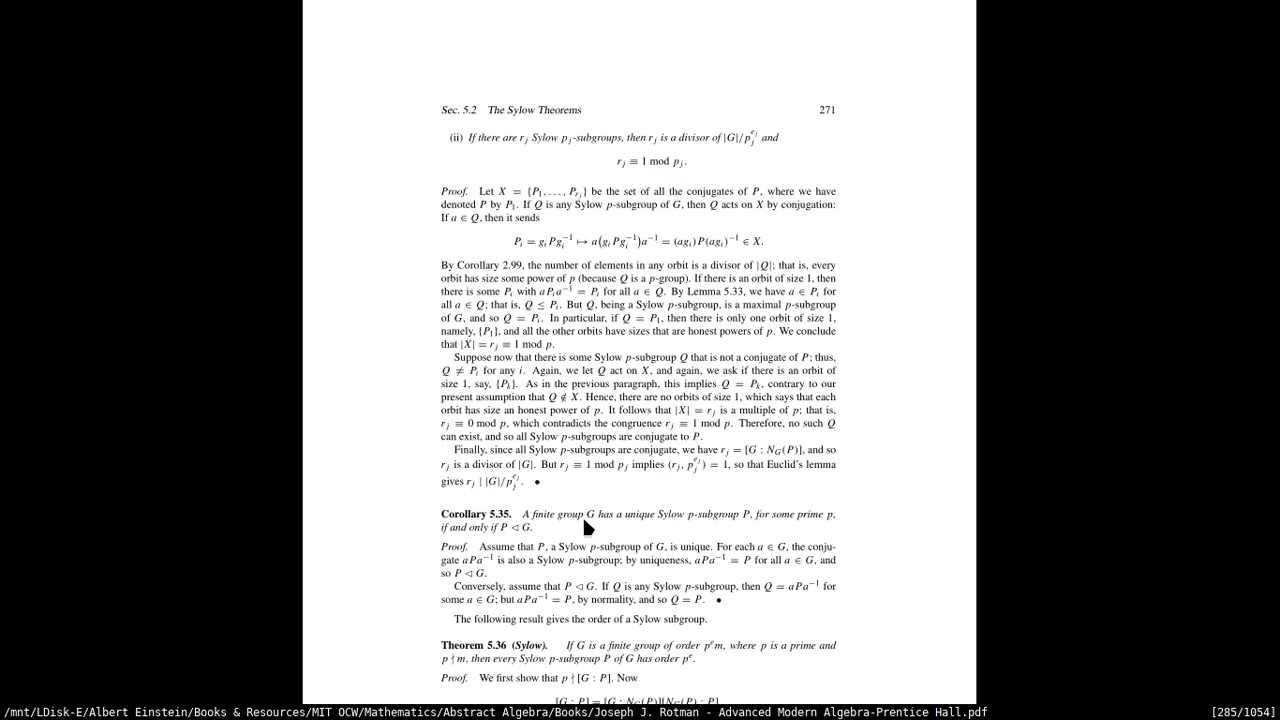 Sec. 5.2 The Sylow Theorems 271
(ii) If there are r_j Sylow p_j-subgroups, then r_j is a divisor of |G|/p_j^{e_j} and
r_j ≡ 1 mod p_j.
Proof. Let X = {P_1, . . . , P_{r_j}} be the set of all the conjugates of P, where we have
denoted P by P_1. If Q is any Sylow p-subgroup of G, then Q acts on X by conjugation:
If a ∈ Q, then it sends
P_i = g_i P g_i^{-1} ↦ a(g_i P g_i^{-1})a^{-1} = (ag_i)P(ag_i)^{-1} ∈ X.
By Corollary 2.99, the number of elements in any orbit is a divisor of |Q|; that is, every
orbit has size some power of p (because Q is a p-group). If there is an orbit of size 1, then
there is some P_i with aP_ia^{-1} = P_i for all a ∈ Q. By Lemma 5.33, we have a ∈ P_i for
all a ∈ Q; that is, Q ≤ P_i. But Q, being a Sylow p-subgroup, is a maximal p-subgroup
of G, and so Q = P_i. In particular, if Q = P_1, then there is only one orbit of size 1,
namely, {P_1}, and all the other orbits have sizes that are honest powers of p. We conclude
that |X| = r_j ≡ 1 mod p.
Suppose now that there is some Sylow p-subgroup Q that is not a conjugate of P; thus,
Q ≠ P_i for any i. Again, we let Q act on X, and again, we ask if there is an orbit of
size 1, say, {P_k}. As in the previous paragraph, this implies Q = P_k, contrary to our
present assumption that Q ∉ X. Hence, there are no orbits of size 1, which says that each
orbit has size an honest power of p. It follows that |X| = r_j is a multiple of p; that is,
r_j ≡ 0 mod p, which contradicts the congruence r_j ≡ 1 mod p. Therefore, no such Q
can exist, and so all Sylow p-subgroups are conjugate to P.
Finally, since all Sylow p-subgroups are conjugate, we have r_j = [G : N_G(P)], and so
r_j is a divisor of |G|. But r_j ≡ 1 mod p_j implies (r_j, p_j^{e_j}) = 1, so that Euclid's lemma
gives r_j | |G|/p_j^{e_j}. •
Corollary 5.35. A finite group G has a unique Sylow p-subgroup P, for some prime p,
if and only if P ◁ G.
Proof. Assume that P, a Sylow p-subgroup of G, is unique. For each a ∈ G, the conju-
gate aPa^{-1} is also a Sylow p-subgroup; by uniqueness, aPa^{-1} = P for all a ∈ G, and
so P ◁ G.
Conversely, assume that P ◁ G. If Q is any Sylow p-subgroup, then Q = aPa^{-1} for
some a ∈ G; but aPa^{-1} = P, by normality, and so Q = P. •
The following result gives the order of a Sylow subgroup.
Theorem 5.36 (Sylow). If G is a finite group of order p^e m, where p is a prime and
p ∤ m, then every Sylow p-subgroup P of G has order p^e.
Proof. We first show that p ∤ [G : P]. Now
[G : P] = [G : N_G(P)][N_G(P) : P]
/mnt/LDisk-E/Albert Einstein/Books & Resources/MIT OCW/Mathematics/Abstract Algebra/Books/Joseph J. Rotman - Advanced Modern Algebra-Prentice Hall.pdf [285/1054]